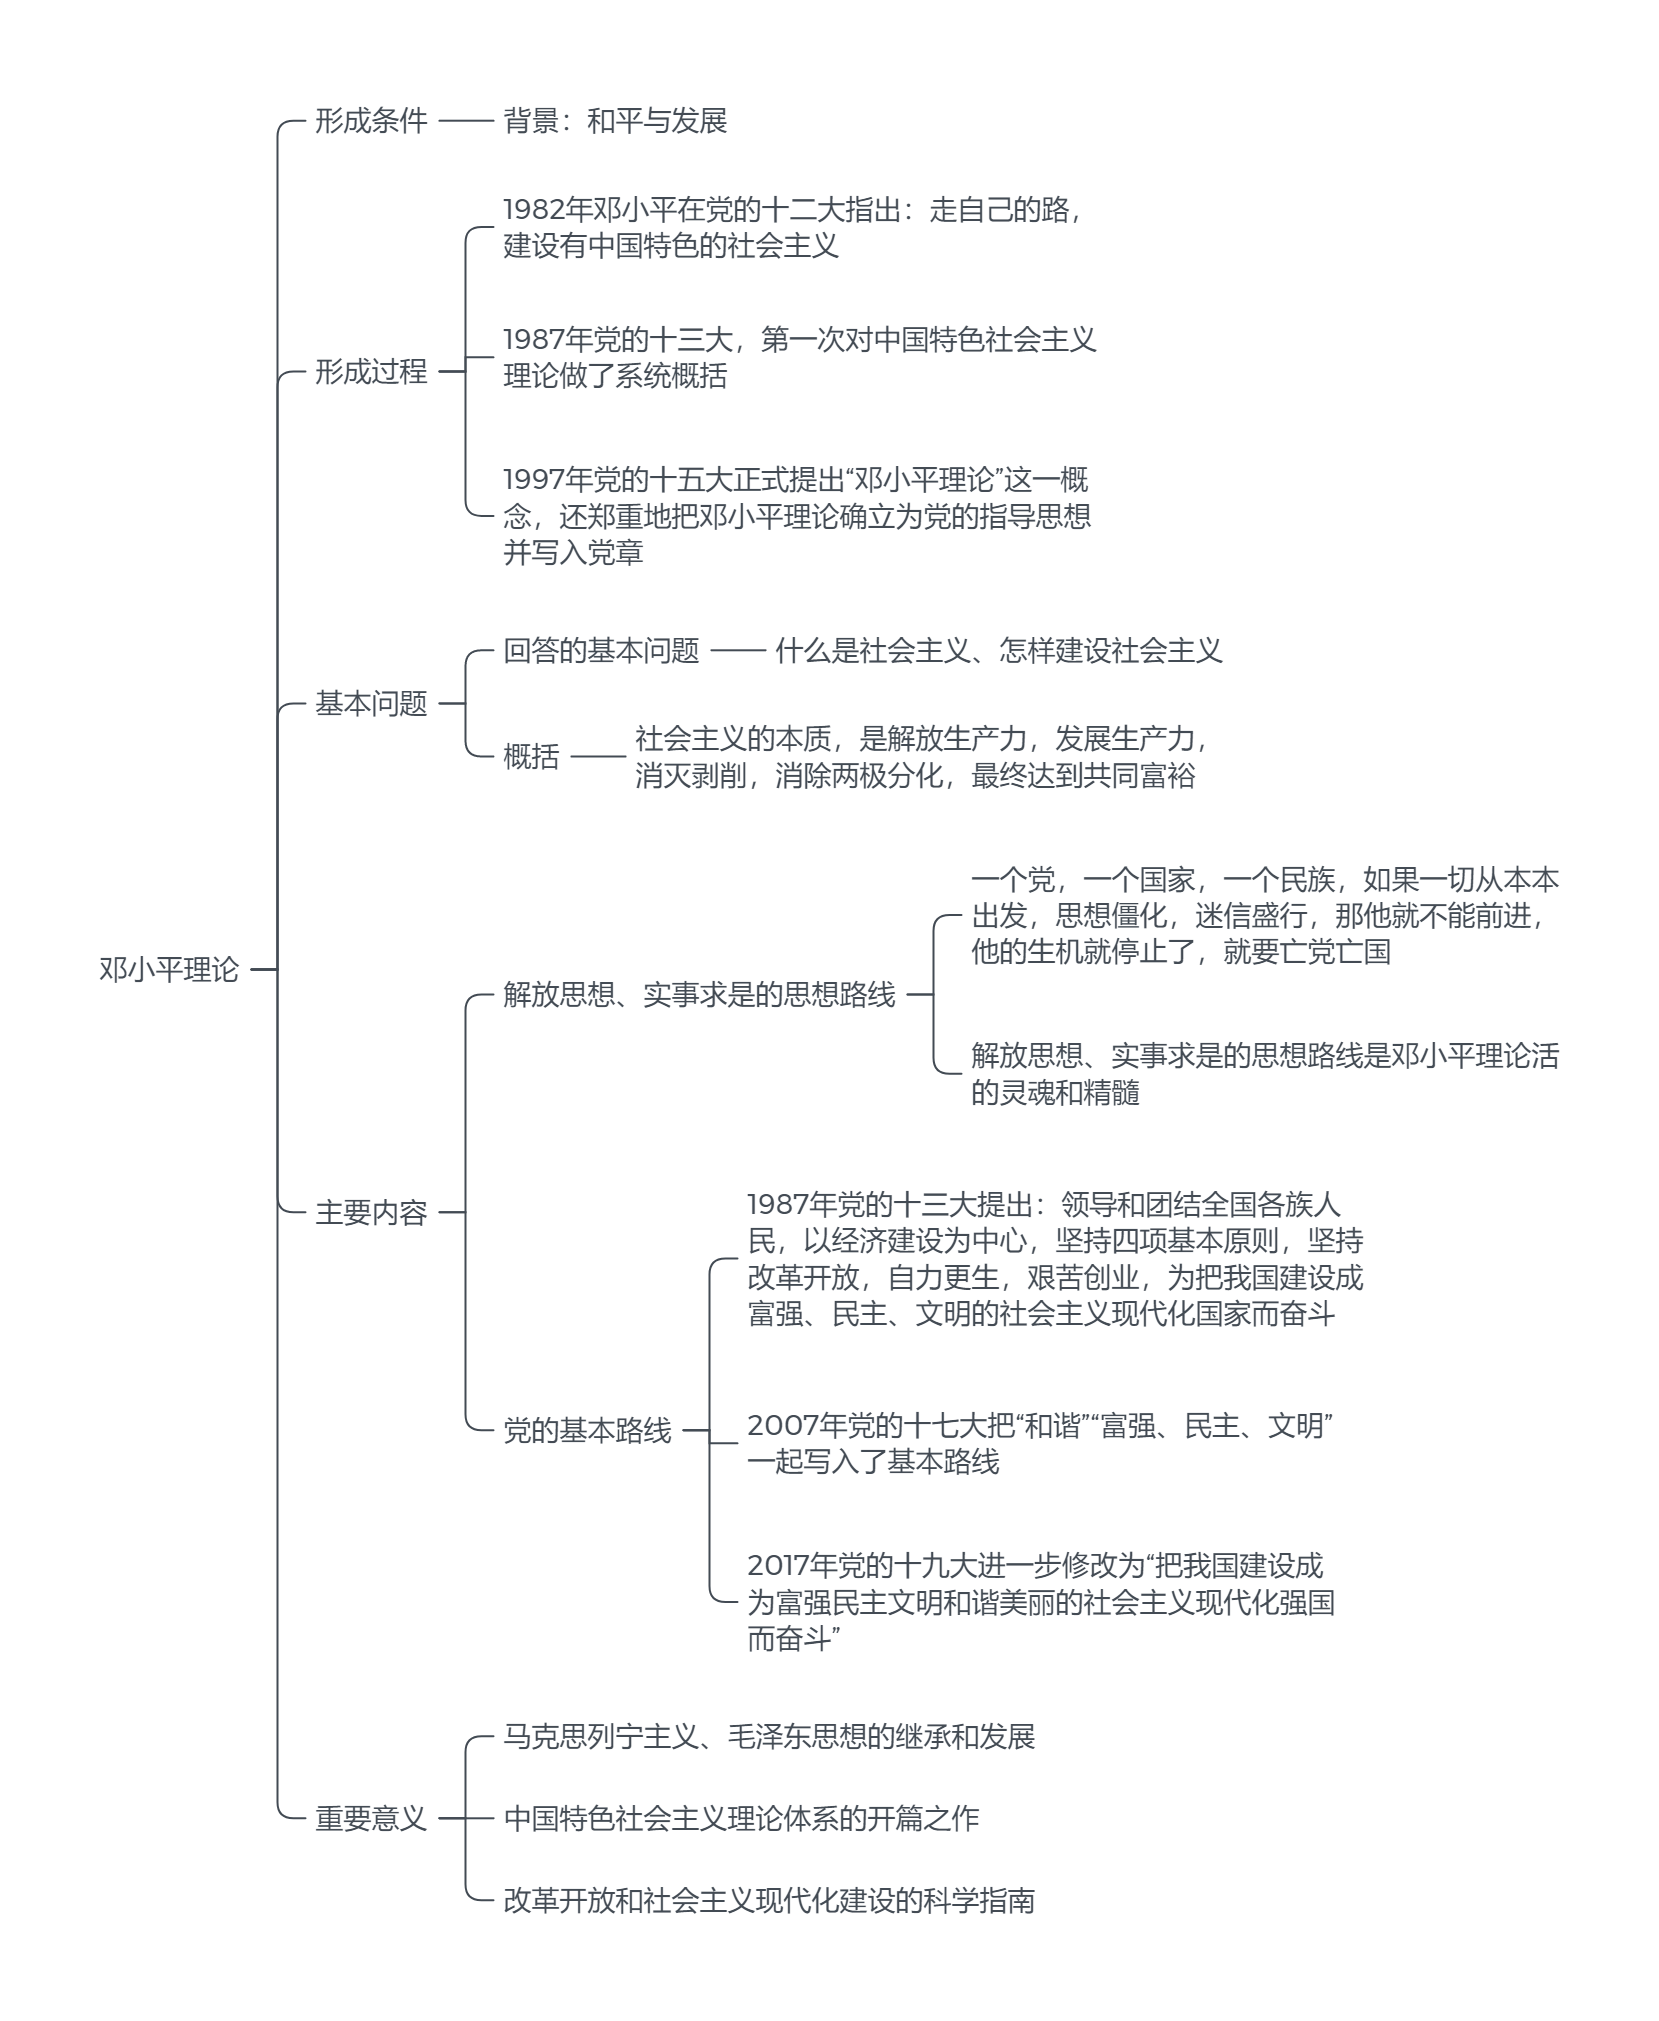 形成条件
背景：和平与发展
1982年邓小平在党的十二大指出：走自己的路，
建设有中国特色的社会主义
1987年党的十三大，第一次对中国特色社会主义
理论做了系统概括
形成过程
1997年党的十五大正式提出“邓小平理论”这一概
念，还郑重地把邓小平理论确立为党的指导思想
并写入党章
回答的基本问题
什么是社会主义、怎样建设社会主义
基本问题
概括
社会主义的本质，是解放生产力，发展生产力，
消灭剥削，消除两极分化，最终达到共同富裕
一个党，一个国家，一个民族，如果一切从本本
出发，思想僵化，迷信盛行，那他就不能前进，
他的生机就停止了，就要亡党亡国
邓小平理论
解放思想、实事求是的思想路线
解放思想、实事求是的思想路线是邓小平理论活
的灵魂和精髓
主要内容
1987年党的十三大提出：领导和团结全国各族人
民，以经济建设为中心，坚持四项基本原则，坚持
改革开放，自力更生，艰苦创业，为把我国建设成
富强、民主、文明的社会主义现代化国家而奋斗
党的基本路线
2007年党的十七大把“和谐”“富强、民主、文明”
一起写入了基本路线
2017年党的十九大进一步修改为“把我国建设成
为富强民主文明和谐美丽的社会主义现代化强国
而奋斗”
马克思列宁主义、毛泽东思想的继承和发展
重要意义
中国特色社会主义理论体系的开篇之作
改革开放和社会主义现代化建设的科学指南